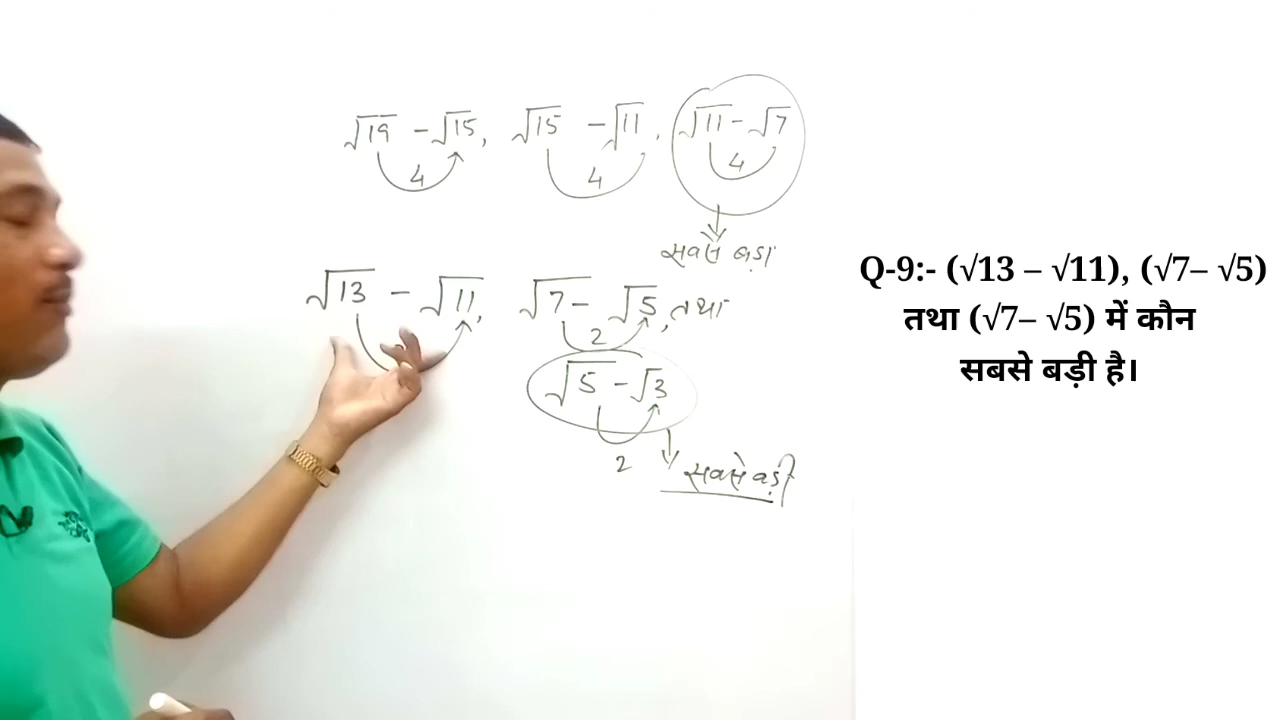 √19 – √15, √15 – √11, √11 – √7
4 4 4
सबसे बड़ा
√13 – √11, √7 – √5, तथा
2
√5 – √3
2
सबसे बड़ी
Q-9:- (√13 – √11), (√7– √5)
तथा (√7– √5) में कौन
सबसे बड़ी है।